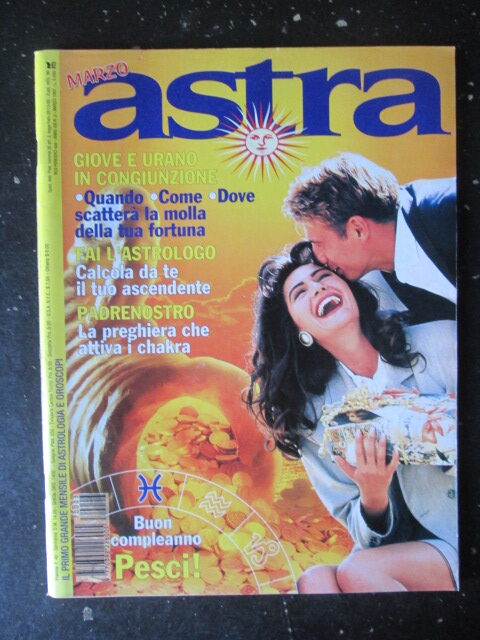 MARZO
astra
GIOVE E URANO
IN CONGIUNZIONE
•Quando •Come •Dove
scatterà la molla
della tua fortuna
FAI L'ASTROLOGO
Calcola da te
il tuo ascendente
PADRENOSTRO
La preghiera che
attiva i chakra
Buon
compleanno
Pesci!
IL PRIMO GRANDE MENSILE DI ASTROLOGIA E OROSCOPI